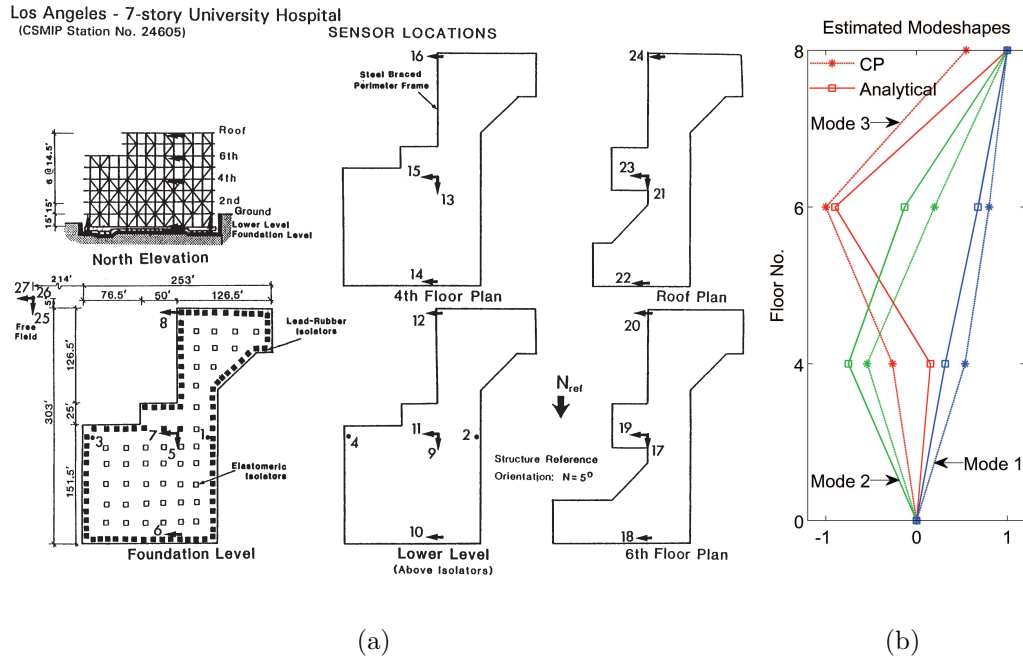 Los Angeles - 7-story University Hospital
(CSMIP Station No. 24605)
SENSOR LOCATIONS
Steel Braced
Perimeter Frame
16
15
13
14
4th Floor Plan
24
23
21
22
Roof Plan
6 @ 14.5'
15' 15'
Roof
6th
4th
2nd
Ground
Lower Level
Foundation Level
North Elevation
214'
253'
76.5'
50'
126.5'
27
26
25
5'
Free
Field
303'
126.5'
25'
151.5'
8
7
5
3
1
6
Lead-Rubber
Isolators
Elastomeric
Isolators
Foundation Level
12
11
9
4
2
10
Lower Level
(Above Isolators)
Nref
Structure Reference
Orientation: N= 5°
20
19
17
18
6th Floor Plan
(a)
Estimated Modeshapes
CP
Analytical
Mode 3
Mode 2
Mode 1
Floor No.
8
6
4
0
-1
0
1
(b)